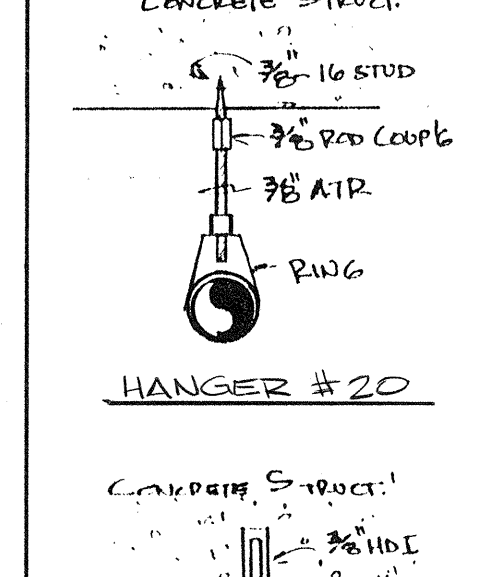 CONCRETE STRUCT.
3/8"-16 STUD
3/8" ROD COUP'G
3/8" ATR
RING
HANGER #20
CONCRETE STRUCT.'
3/8" HDI